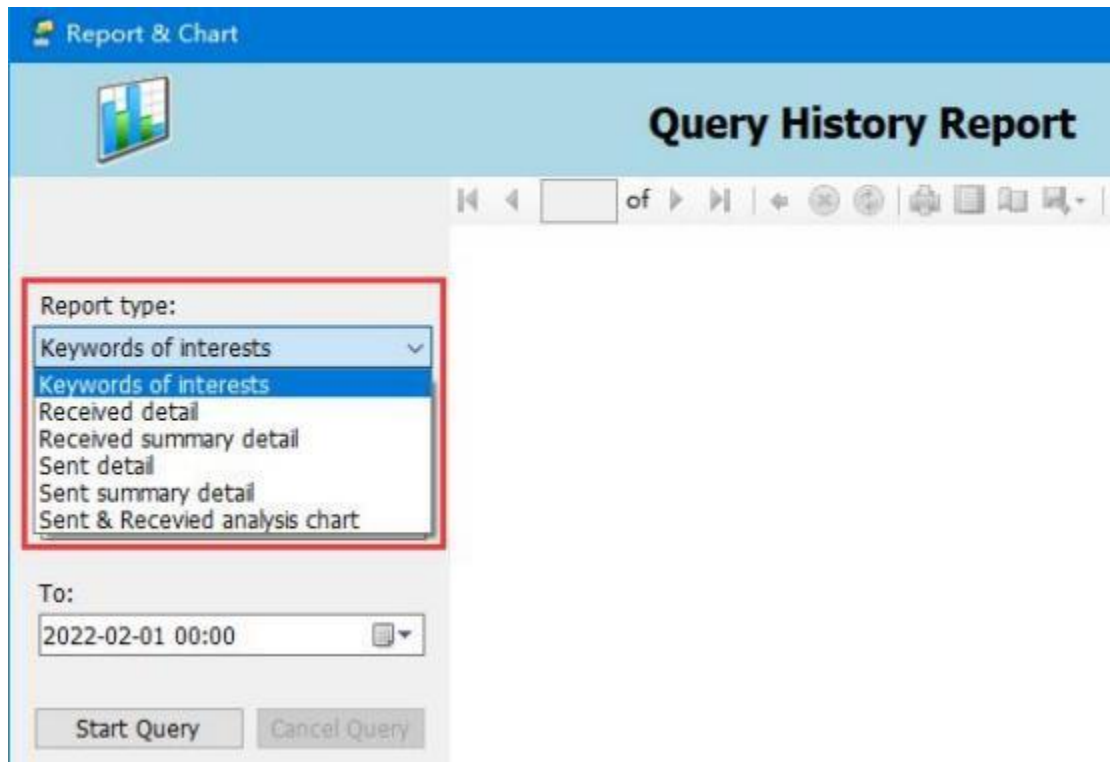 Report & Chart
Query History Report
of
Report type:
Keywords of interests
Keywords of interests
Received detail
Received summary detail
Sent detail
Sent summary detail
Sent & Recevied analysis chart
To:
2022-02-01 00:00
Start Query Cancel Query